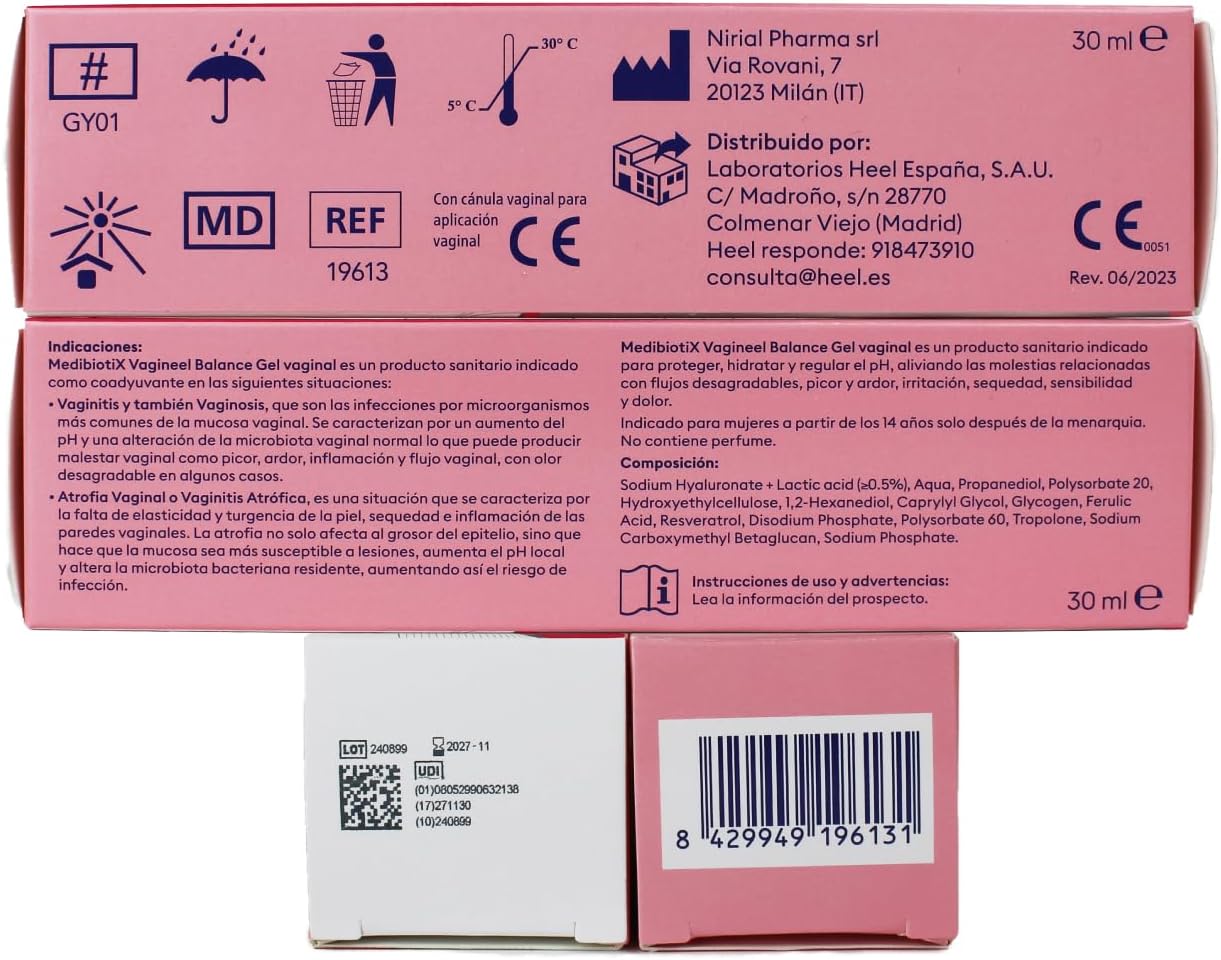 #
GY01
30° C
5° C
MD
REF
19613
Con cánula vaginal para
aplicación
vaginal
CE
Nirial Pharma srl
Via Rovani, 7
20123 Milán (IT)
Distribuido por:
Laboratorios Heel España, S.A.U.
C/ Madroño, s/n 28770
Colmenar Viejo (Madrid)
Heel responde: 918473910
consulta@heel.es
30 ml ℮
CE 0051
Rev. 06/2023
Indicaciones:
MedibiotiX Vagineel Balance Gel vaginal es un producto sanitario indicado
como coadyuvante en las siguientes situaciones:
• Vaginitis y también Vaginosis, que son las infecciones por microorganismos
más comunes de la mucosa vaginal. Se caracterizan por un aumento del
pH y una alteración de la microbiota vaginal normal lo que puede producir
malestar vaginal como picor, ardor, inflamación y flujo vaginal, con olor
desagradable en algunos casos.
• Atrofia Vaginal o Vaginitis Atrófica, es una situación que se caracteriza por
la falta de elasticidad y turgencia de la piel, sequedad e inflamación de las
paredes vaginales. La atrofia no solo afecta al grosor del epitelio, sino que
hace que la mucosa sea más susceptible a lesiones, aumenta el pH local
y altera la microbiota bacteriana residente, aumentando así el riesgo de
infección.
MedibiotiX Vagineel Balance Gel vaginal es un producto sanitario indicado
para proteger, hidratar y regular el pH, aliviando las molestias relacionadas
con flujos desagradables, picor y ardor, irritación, sequedad, sensibilidad
y dolor.
Indicado para mujeres a partir de los 14 años solo después de la menarquia.
No contiene perfume.
Composición:
Sodium Hyaluronate + Lactic acid (≥0.5%), Aqua, Propanediol, Polysorbate 20,
Hydroxyethylcellulose, 1,2-Hexanediol, Caprylyl Glycol, Glycogen, Ferulic
Acid, Resveratrol, Disodium Phosphate, Polysorbate 60, Tropolone, Sodium
Carboxymethyl Betaglucan, Sodium Phosphate.
Instrucciones de uso y advertencias:
Lea la información del prospecto.
30 ml ℮
LOT 240899 2027-11
UDI
(01)08052990632138
(17)271130
(10)240899
8 429949 196131